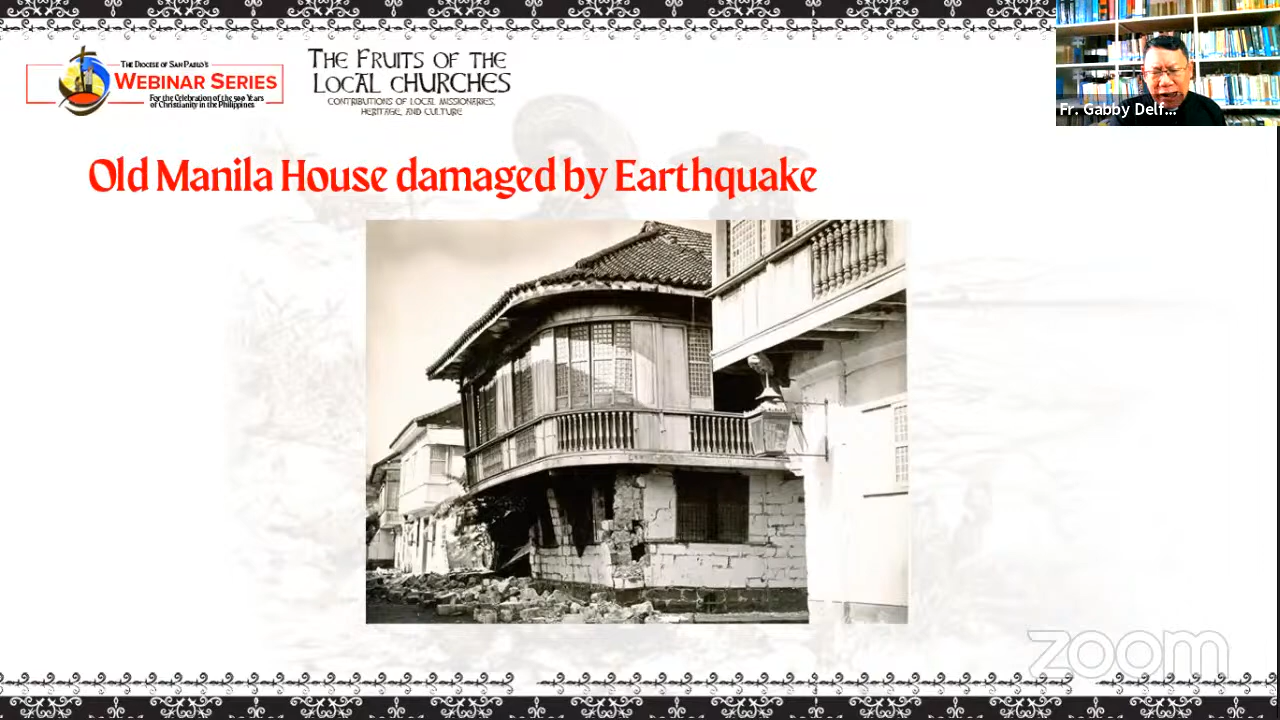 The Diocese of San Pablo's
Webinar Series
For the Celebration of the 500 Years
of Christianity in the Philippines
The Fruits of the
Local Churches
Contributions of Local Missionaries,
Heritage, and Culture
Fr. Gabby Delf...
Old Manila House damaged by Earthquake
zoom